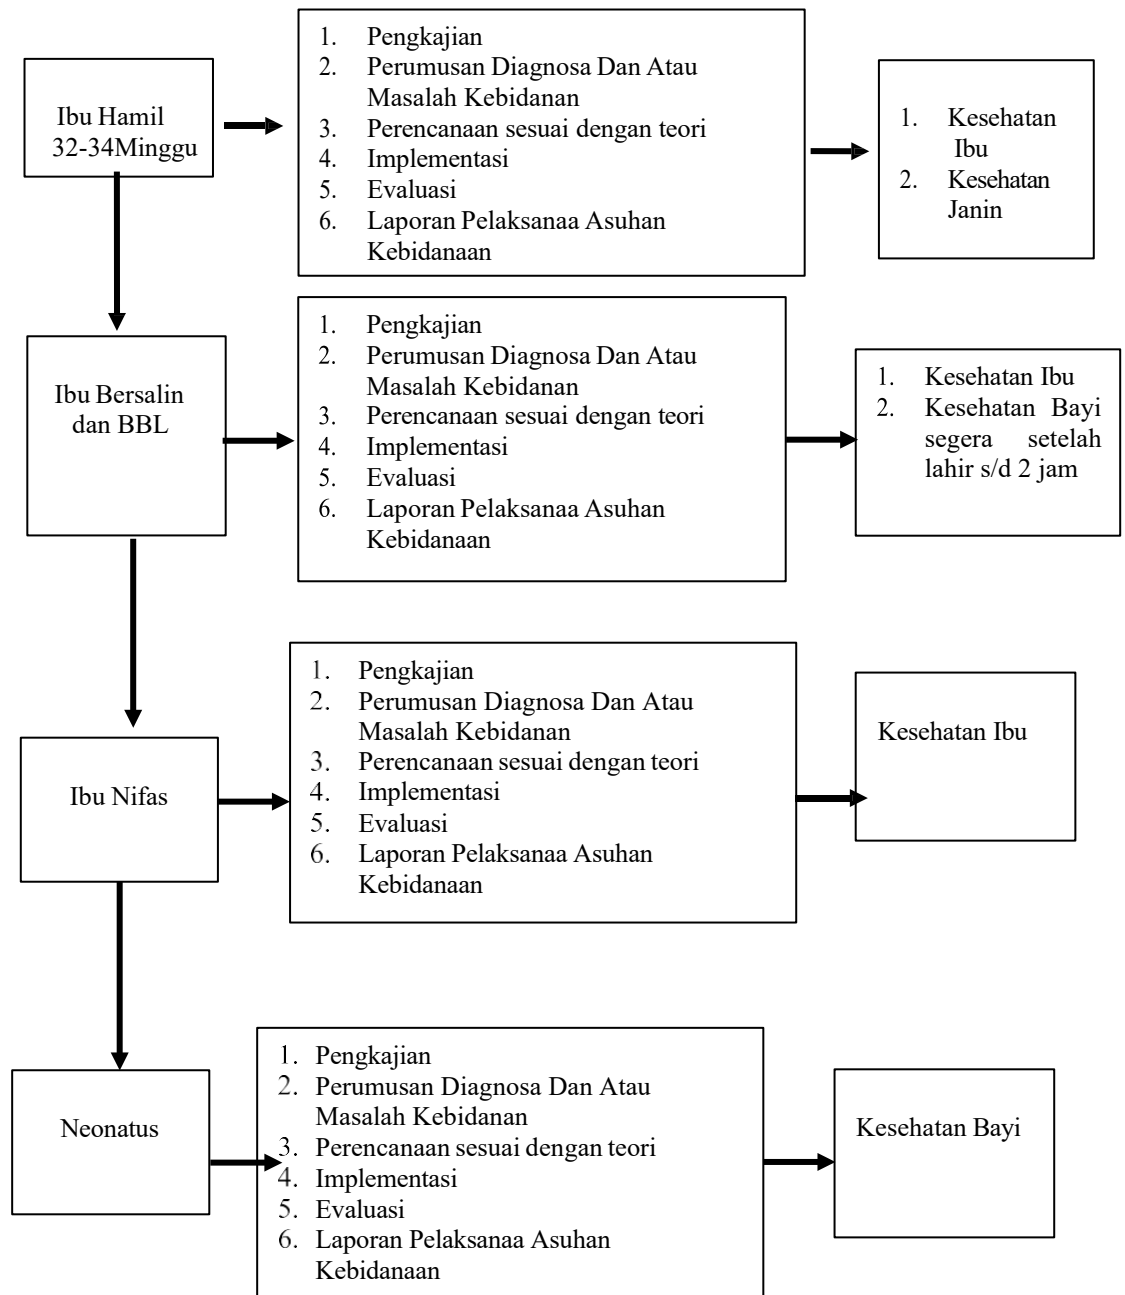 Ibu Hamil
32-34Minggu
1. Pengkajian
2. Perumusan Diagnosa Dan Atau
Masalah Kebidanan
3. Perencanaan sesuai dengan teori
4. Implementasi
5. Evaluasi
6. Laporan Pelaksanaa Asuhan
Kebidanaan
1. Kesehatan
Ibu
2. Kesehatan
Janin
Ibu Bersalin
dan BBL
1. Pengkajian
2. Perumusan Diagnosa Dan Atau
Masalah Kebidanan
3. Perencanaan sesuai dengan teori
4. Implementasi
5. Evaluasi
6. Laporan Pelaksanaa Asuhan
Kebidanaan
1. Kesehatan Ibu
2. Kesehatan Bayi
segera setelah
lahir s/d 2 jam
Ibu Nifas
1. Pengkajian
2. Perumusan Diagnosa Dan Atau
Masalah Kebidanan
3. Perencanaan sesuai dengan teori
4. Implementasi
5. Evaluasi
6. Laporan Pelaksanaa Asuhan
Kebidanaan
Kesehatan Ibu
Neonatus
1. Pengkajian
2. Perumusan Diagnosa Dan Atau
Masalah Kebidanan
3. Perencanaan sesuai dengan teori
4. Implementasi
5. Evaluasi
6. Laporan Pelaksanaa Asuhan
Kebidanaan
Kesehatan Bayi